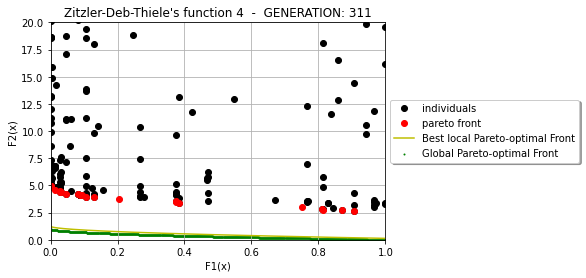 Zitzler-Deb-Thiele's function 4 - GENERATION: 311
20.0
17.5
15.0
12.5
10.0
7.5
5.0
2.5
0.0
F2(x)
0.0 0.2 0.4 0.6 0.8 1.0
F1(x)
individuals
pareto front
Best local Pareto-optimal Front
Global Pareto-optimal Front